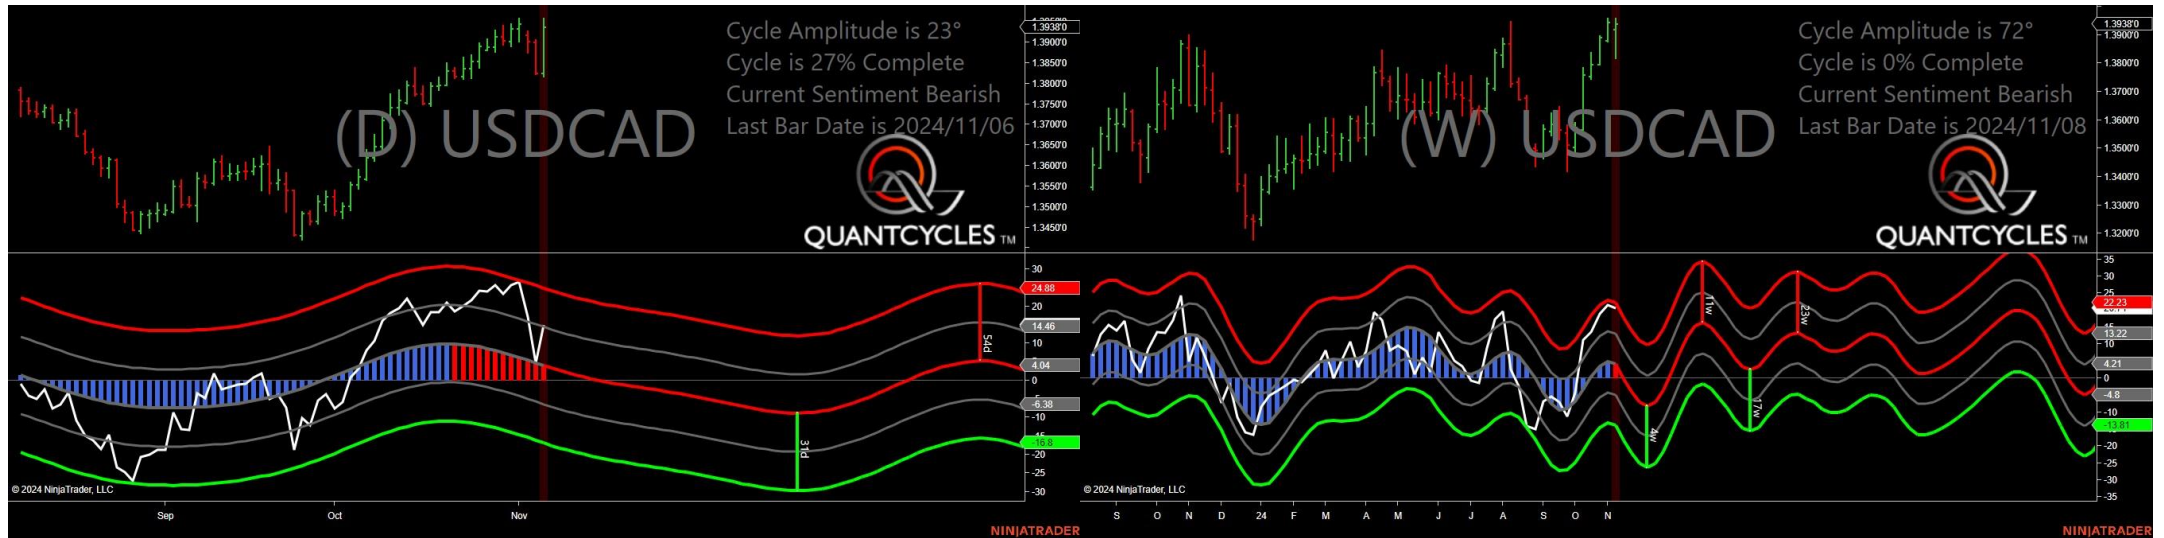 Cycle Amplitude is 23°
Cycle is 27% Complete
Current Sentiment Bearish
Last Bar Date is 2024/11/06
(D) USDCAD
QUANTCYCLES TM
1.3938'0
1.3900'0
1.3850'0
1.3800'0
1.3750'0
1.3700'0
1.3650'0
1.3600'0
1.3550'0
1.3500'0
1.3450'0
30
24.88
20
14.46
10
4.04
0
-6.38
-10
-16.8
-20
-25
-30
54d
31d
© 2024 NinjaTrader, LLC
Sep Oct Nov
NINJATRADER
Cycle Amplitude is 72°
Cycle is 0% Complete
Current Sentiment Bearish
Last Bar Date is 2024/11/08
(W) USDCAD
QUANTCYCLES TM
1.3938'0
1.3900'0
1.3800'0
1.3700'0
1.3600'0
1.3500'0
1.3400'0
1.3300'0
1.3200'0
35
30
25
22.23
13.22
10
4.21
0
-4.8
-10
-13.81
-20
-25
-30
-35
11w
23w
4w
17w
© 2024 NinjaTrader, LLC
S O N D 24 F M A M J J A S O N
NINJATRADER